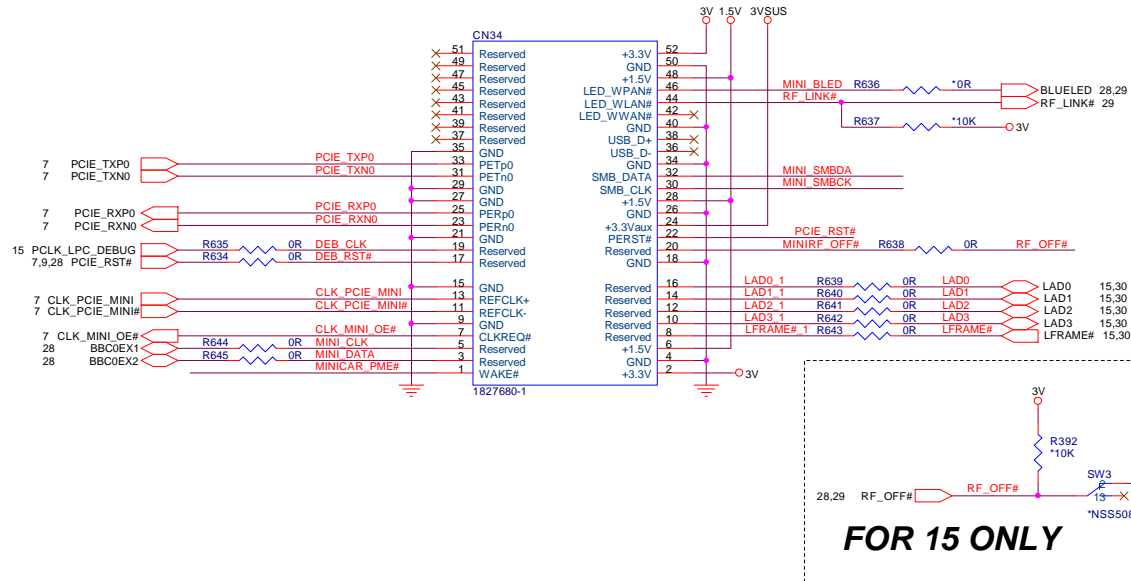 3V 1.5V 3VSUS
CN34
51 Reserved +3.3V 52
49 Reserved GND 50
47 Reserved +1.5V 48
45 Reserved LED_WPAN# 46 MINI_BLED R636 *0R BLUELED 28,29
43 Reserved LED_WLAN# 44 RF_LINK# RF_LINK# 29
41 Reserved LED_WWAN# 42
39 Reserved GND 40 R637 *10K 3V
37 Reserved USB_D+ 38
35 GND USB_D- 36
7 PCIE_TXP0 PCIE_TXP0 33 PETp0 GND 34
7 PCIE_TXN0 PCIE_TXN0 31 PETn0 SMB_DATA 32 MINI_SMBDA
29 GND SMB_CLK 30 MINI_SMBCK
27 GND +1.5V 28
7 PCIE_RXP0 PCIE_RXP0 25 PERp0 GND 26
7 PCIE_RXN0 PCIE_RXN0 23 PERn0 +3.3Vaux 24
21 GND PERST# 22 PCIE_RST#
15 PCLK_LPC_DEBUG R635 0R DEB_CLK 19 Reserved Reserved 20 MINIRF_OFF# R638 0R RF_OFF#
7,9,28 PCIE_RST# R634 0R DEB_RST# 17 Reserved GND 18
15 GND Reserved 16 LAD0_1 R639 0R LAD0 LAD0 15,30
7 CLK_PCIE_MINI CLK_PCIE_MINI 13 REFCLK+ Reserved 14 LAD1_1 R640 0R LAD1 LAD1 15,30
7 CLK_PCIE_MINI# CLK_PCIE_MINI# 11 REFCLK- Reserved 12 LAD2_1 R641 0R LAD2 LAD2 15,30
9 GND Reserved 10 LAD3_1 R642 0R LAD3 LAD3 15,30
7 CLK_MINI_OE# CLK_MINI_OE# 7 CLKREQ# Reserved 8 LFRAME#_1 R643 0R LFRAME# LFRAME# 15,30
28 BBC0EX1 R644 0R MINI_CLK 5 Reserved +1.5V 6
28 BBC0EX2 R645 0R MINI_DATA 3 Reserved GND 4
MINICAR_PME# 1 WAKE# +3.3V 2 3V
1827680-1
3V
R392
*10K
SW3
28,29 RF_OFF# RF_OFF#
2
13
*NSS508
FOR 15 ONLY